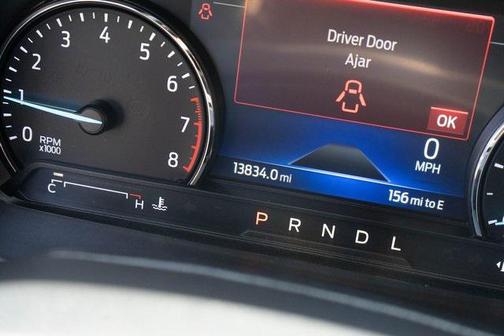 Driver Door
Ajar
OK
0
MPH
13834.0 mi
156 mi to E
0 1 2 3 4 5 6 7 8
RPM
x1000
C H
P R N D L